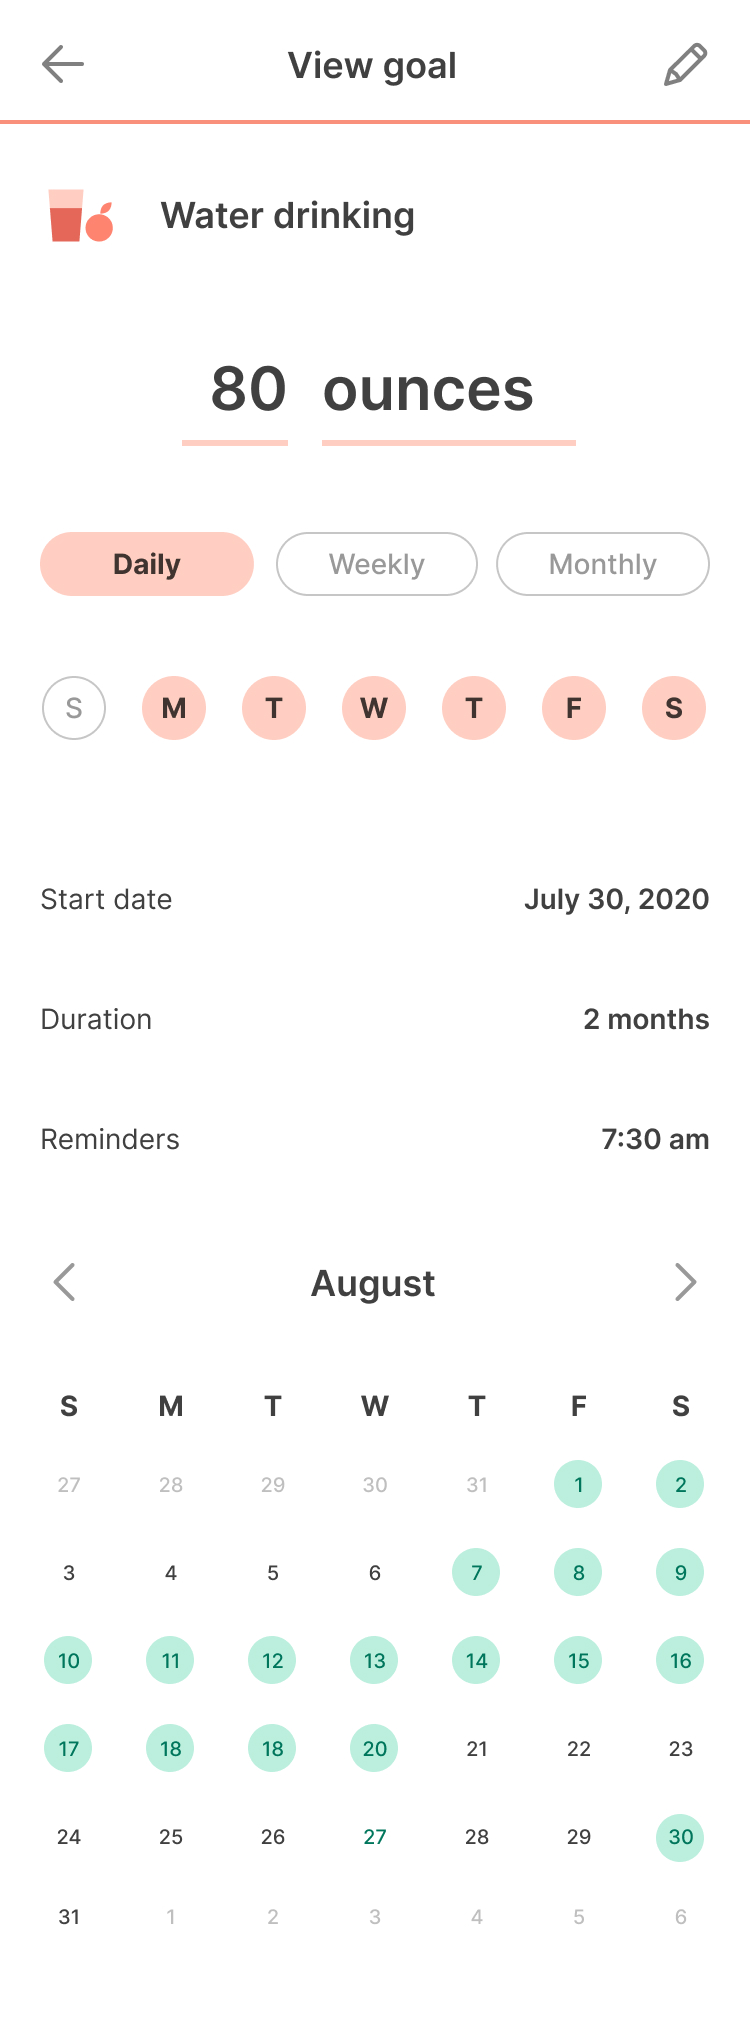 View goal
Water drinking
80 ounces
Daily Weekly Monthly
S M T W T F S
Start date July 30, 2020
Duration 2 months
Reminders 7:30 am
August
S M T W T F S
27 28 29 30 31 1 2
3 4 5 6 7 8 9
10 11 12 13 14 15 16
17 18 18 20 21 22 23
24 25 26 27 28 29 30
31 1 2 3 4 5 6